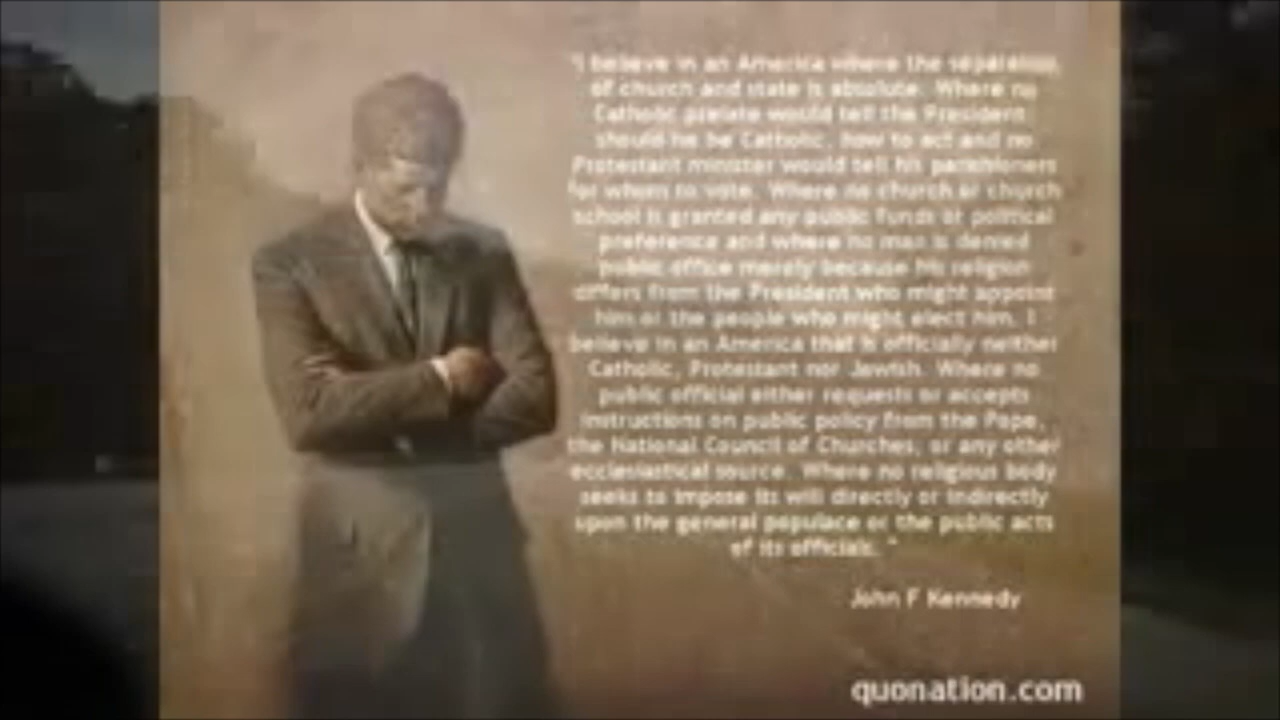 "I believe in an America where the separation
of church and state is absolute. Where no
Catholic prelate would tell the President
should he be Catholic, how to act and no
Protestant minister would tell his parishioners
for whom to vote. Where no church or church
school is granted any public funds or political
preference and where no man is denied
public office merely because his religion
differs from the President who might appoint
him or the people who might elect him. I
believe in an America that is officially neither
Catholic, Protestant nor Jewish. Where no
public official either requests or accepts
instructions on public policy from the Pope,
the National Council of Churches, or any other
ecclesiastical source. Where no religious body
seeks to impose its will directly or indirectly
upon the general populace or the public acts
of its officials. "
John F Kennedy
quonation.com